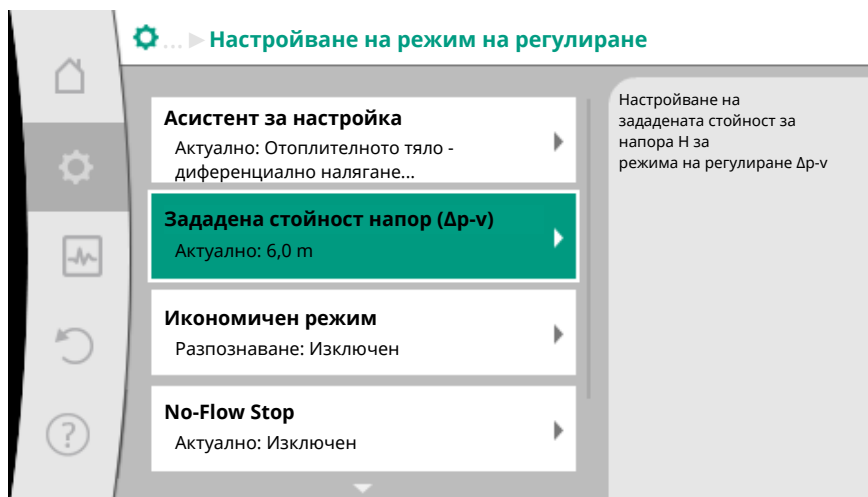 ... Настройване на режим на регулиране
Асистент за настройка
Актуално: Отоплителното тяло -
диференциално налягане...
Зададена стойност напор (Δp-v)
Актуално: 6,0 m
Икономичен режим
Разпознаване: Изключен
No-Flow Stop
Актуално: Изключен
Настройване на
зададената стойност за
напора H за
режима на регулиране Δp-v
?